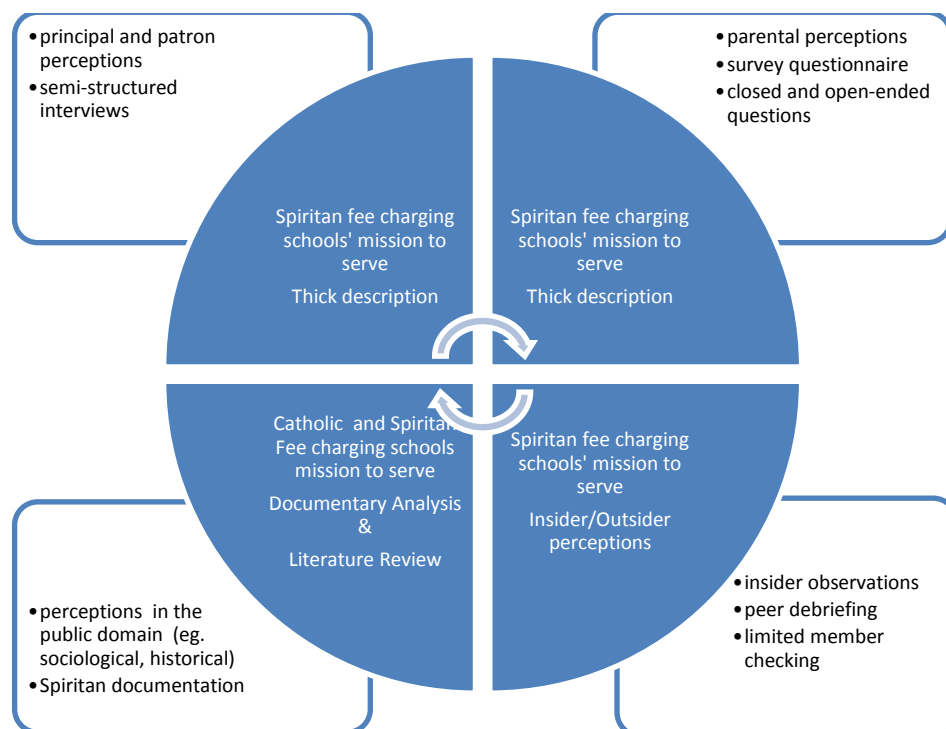 •principal and patron
perceptions
•semi-structured
interviews
•parental perceptions
•survey questionnaire
•closed and open-ended
questions
Spiritan fee charging
schools' mission to
serve
Thick description
Spiritan fee charging
schools' mission to
serve
Thick description
Catholic and Spiritan
Fee charging schools
mission to serve
Documentary Analysis
&
Literature Review
Spiritan fee charging
schools' mission to
serve
Insider/Outsider
perceptions
•perceptions in the
public domain (eg.
sociological, historical)
•Spiritan documentation
•insider observations
•peer debriefing
•limited member
checking